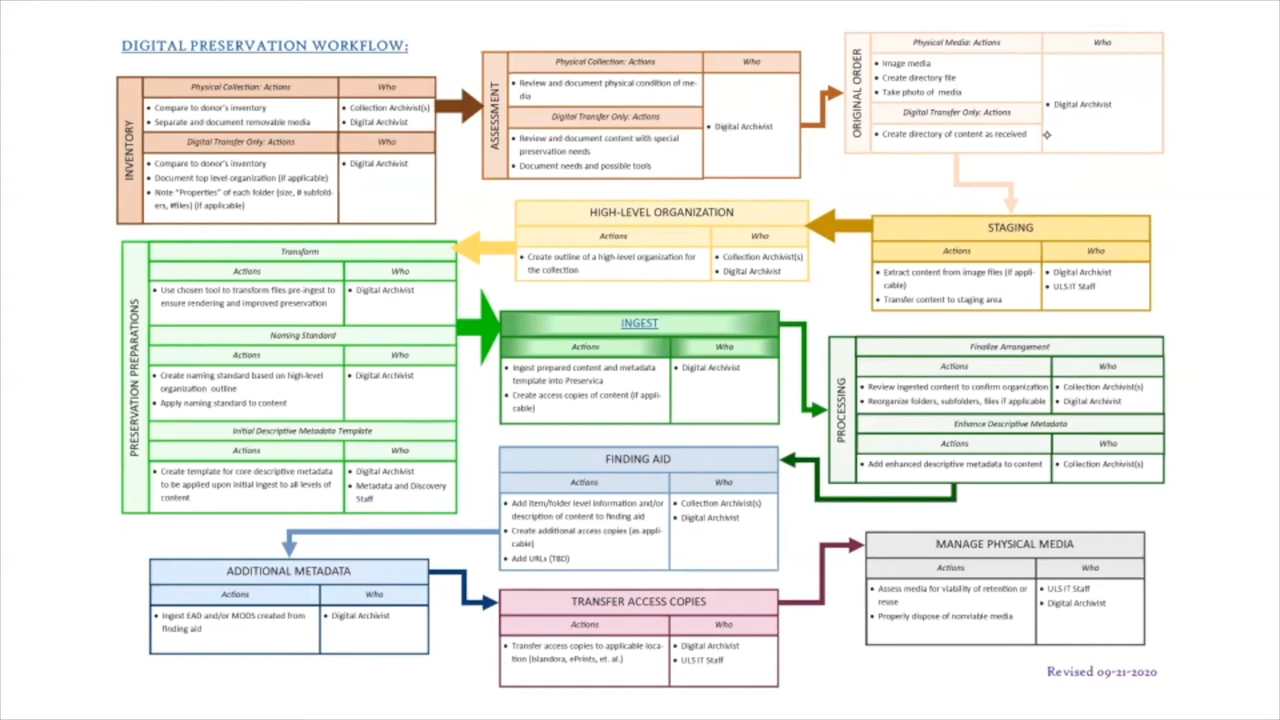 DIGITAL PRESERVATION WORKFLOW:
INVENTORY
Physical Collection: Actions
Who
• Compare to donor's inventory
• Separate and document removable media
• Collection Archivist(s)
• Digital Archivist
Digital Transfer Only: Actions
Who
• Compare to donor's inventory
• Document top level organization (if applicable)
• Note "Properties" of each folder (size, # subfold-
ers, #files) (if applicable)
• Digital Archivist
ASSESSMENT
Physical Collection: Actions
Who
• Review and document physical condition of me-
dia
Digital Transfer Only: Actions
• Review and document content with special
preservation needs
• Document needs and possible tools
• Digital Archivist
ORIGINAL ORDER
Physical Media: Actions
Who
• Image media
• Create directory file
• Take photo of media
Digital Transfer Only: Actions
• Create directory of content as received
• Digital Archivist
STAGING
Actions
Who
• Extract content from image files (if appli-
cable)
• Transfer content to staging area
• Digital Archivist
• ULS IT Staff
HIGH-LEVEL ORGANIZATION
Actions
Who
• Create outline of a high-level organization for
the collection
• Collection Archivist(s)
• Digital Archivist
PRESERVATION PREPARATIONS
Transform
Actions
Who
• Use chosen tool to transform files pre-ingest to
ensure rendering and improved preservation
• Digital Archivist
Naming Standard
Actions
Who
• Create naming standard based on high-level
organization outline
• Apply naming standard to content
• Digital Archivist
Initial Descriptive Metadata Template
Actions
Who
• Create template for core descriptive metadata
to be applied upon initial ingest to all levels of
content
• Digital Archivist
• Metadata and Discovery
Staff
INGEST
Actions
Who
• Ingest prepared content and metadata
template into Preservica
• Create access copies of content (if appli-
cable)
• Digital Archivist
PROCESSING
Finalize Arrangement
Actions
Who
• Review ingested content to confirm organization
• Reorganize folders, subfolders, files if applicable
• Collection Archivist(s)
• Digital Archivist
Enhance Descriptive Metadata
Actions
Who
• Add enhanced descriptive metadata to content
• Collection Archivist(s)
FINDING AID
Actions
Who
• Add item/folder level information and/or
description of content to finding aid
• Create additional access copies (as appli-
cable)
• Add URLs (TBD)
• Collection Archivist(s)
• Digital Archivist
ADDITIONAL METADATA
Actions
Who
• Ingest EAD and/or MODS created from
finding aid
• Digital Archivist
TRANSFER ACCESS COPIES
Actions
Who
• Transfer access copies to applicable loca-
tion (Islandora, ePrints, et. al.)
• Digital Archivist
• ULS IT Staff
MANAGE PHYSICAL MEDIA
Actions
Who
• Assess media for viability of retention or
reuse
• Properly dispose of nonviable media
• ULS IT Staff
• Digital Archivist
Revised 09-21-2020